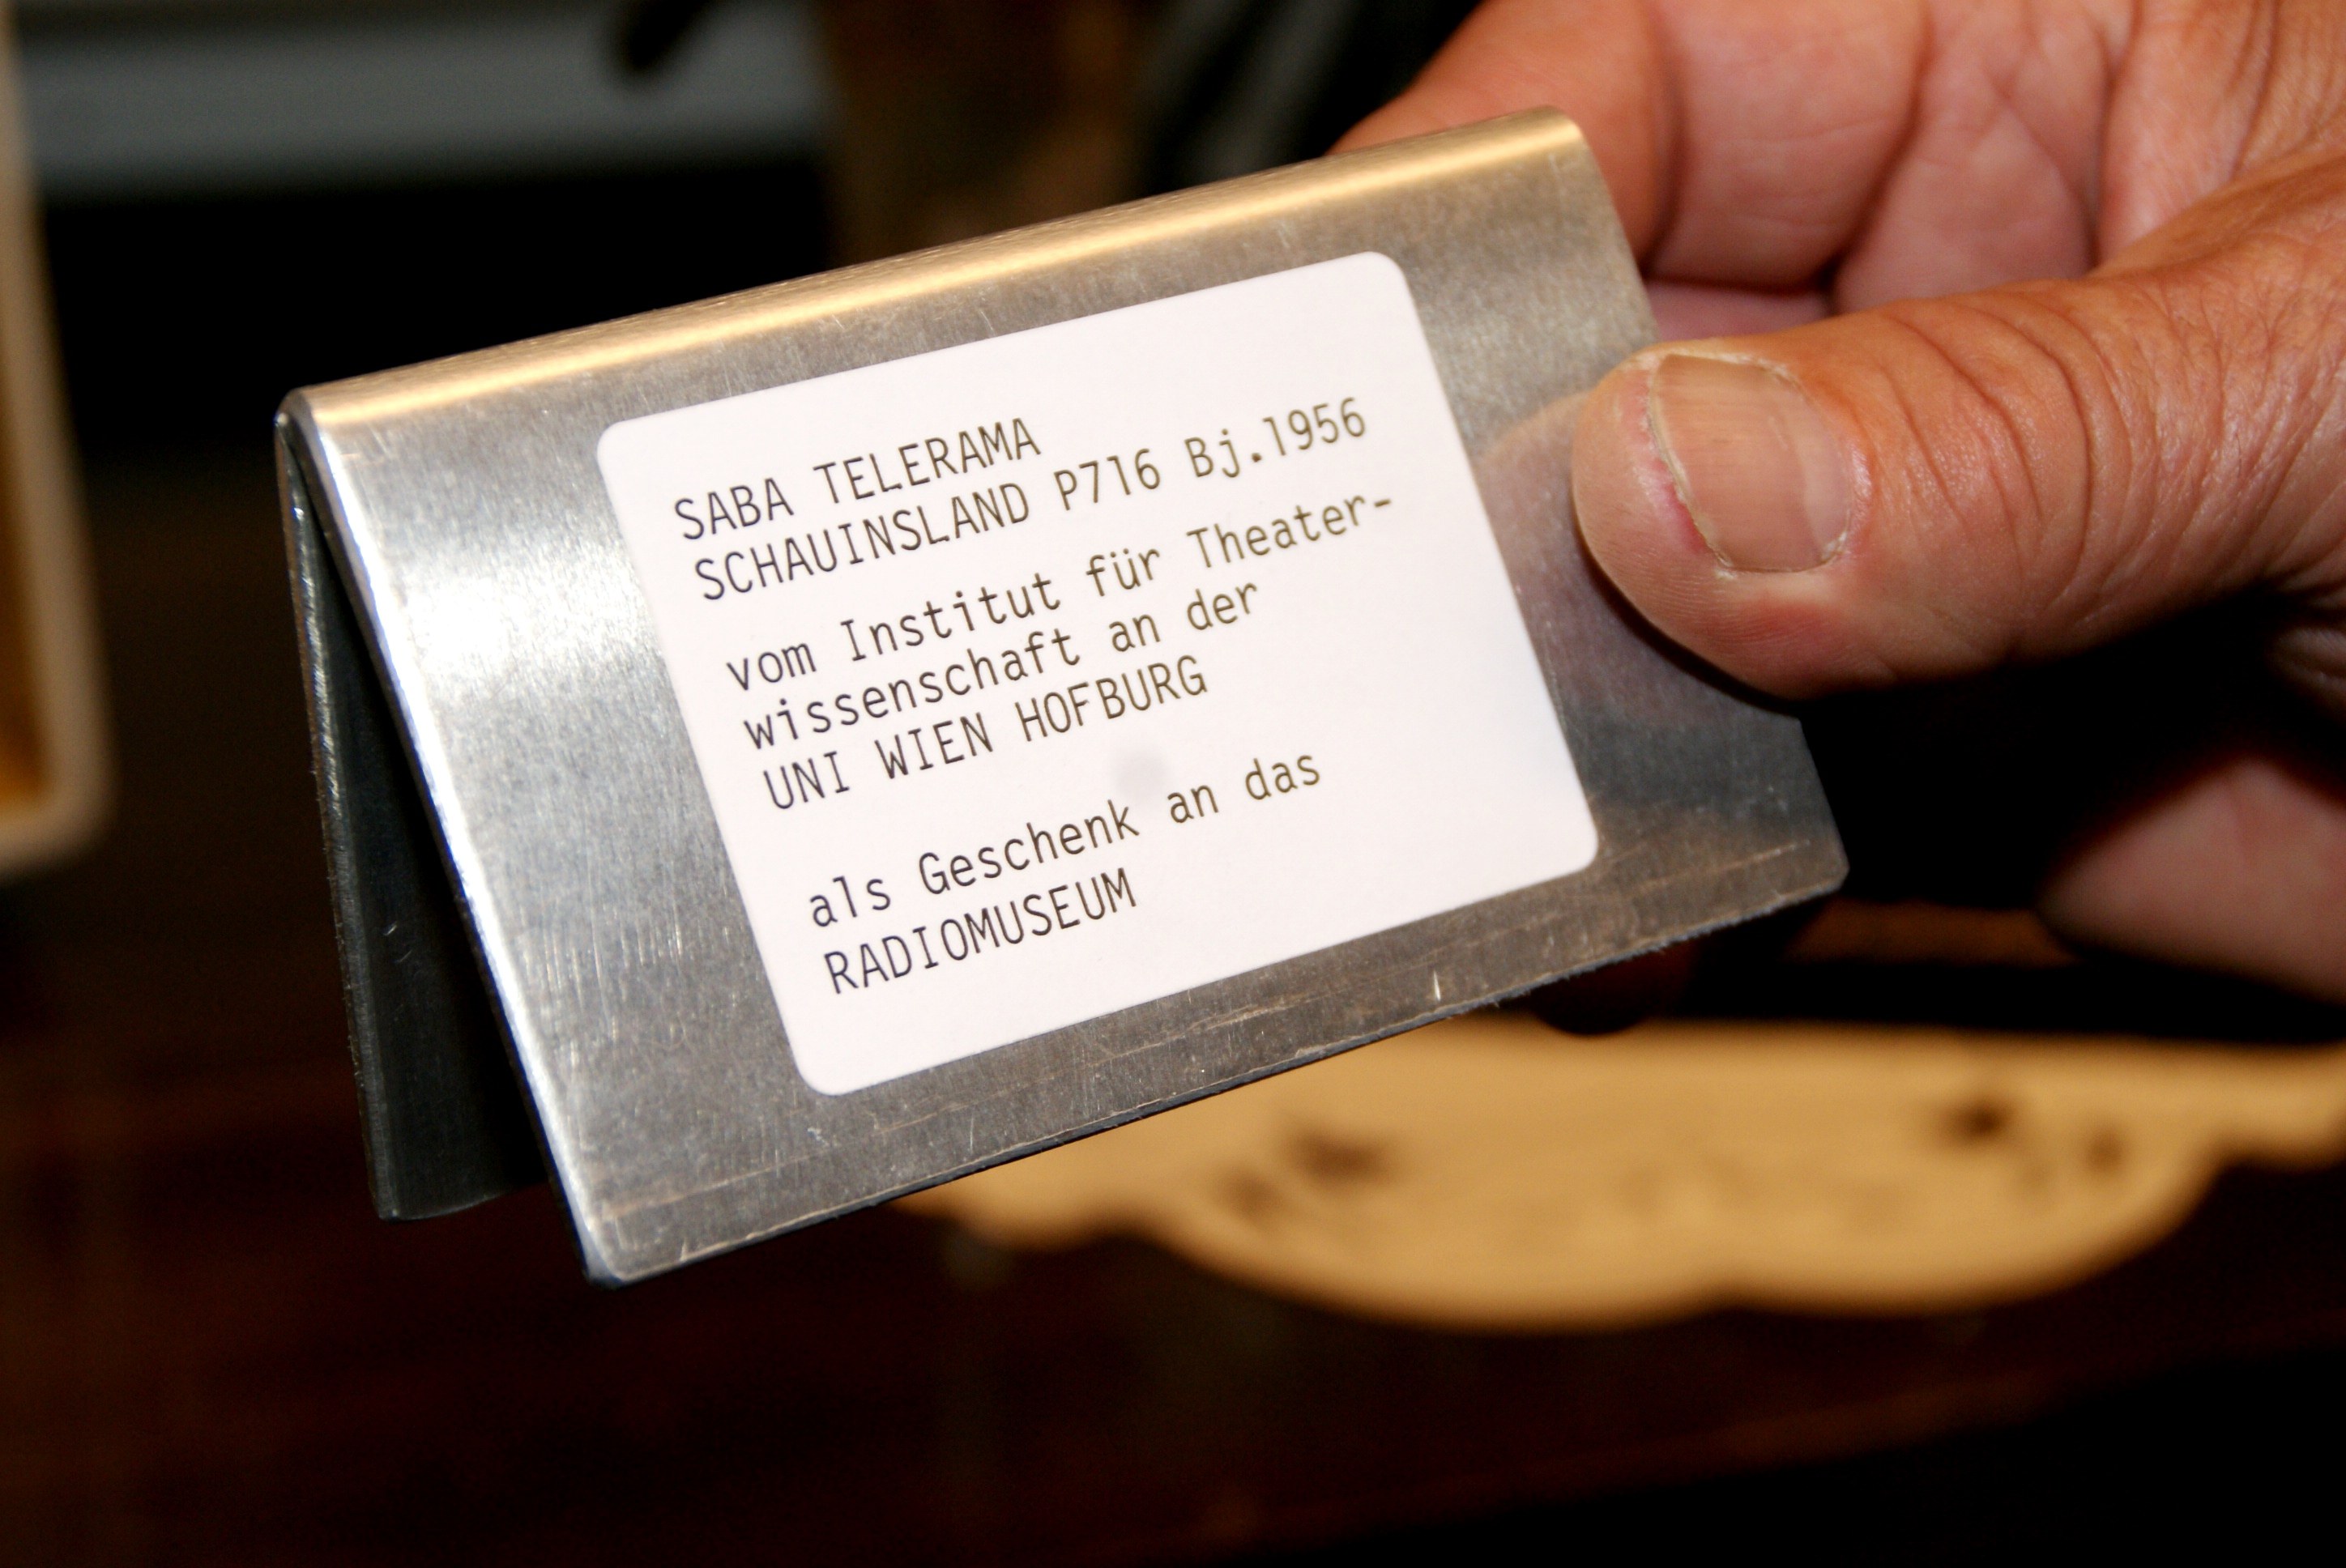 SABA TELERAMA
SCHAUINSLAND P716 Bj.1956
vom Institut für Theater-
wissenschaft an der
UNI WIEN HOFBURG
als Geschenk an das
RADIOMUSEUM